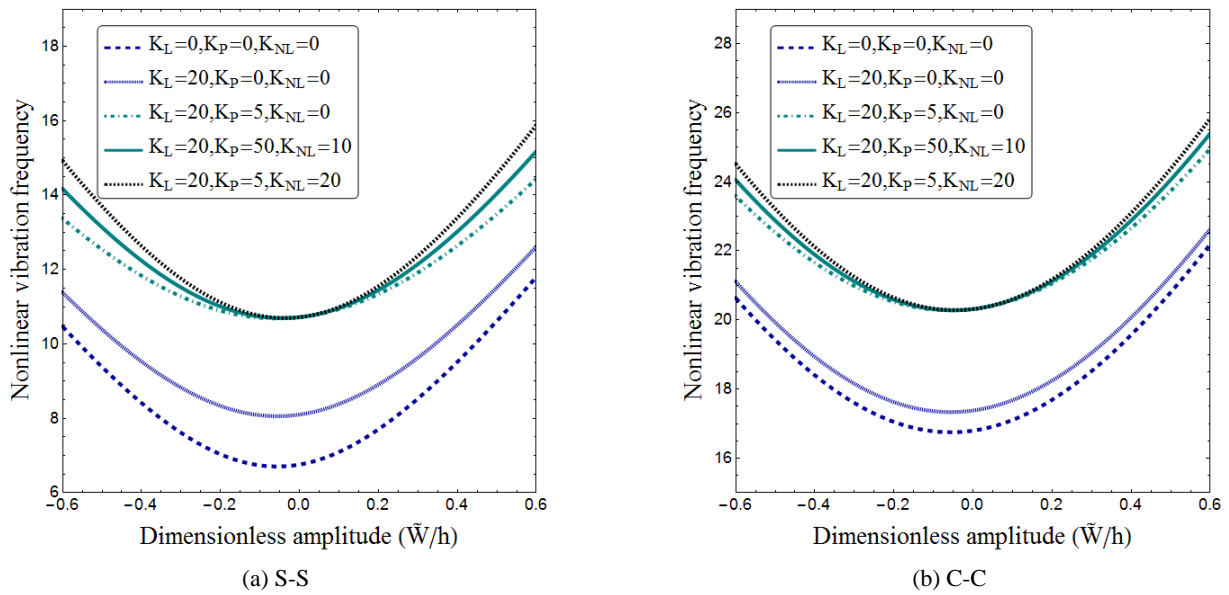 Nonlinear vibration frequency
18
16
14
12
10
8
6
K_L=0,K_P=0,K_NL=0
K_L=20,K_P=0,K_NL=0
K_L=20,K_P=5,K_NL=0
K_L=20,K_P=50,K_NL=10
K_L=20,K_P=5,K_NL=20
−0.6 −0.4 −0.2 0.0 0.2 0.4 0.6
Dimensionless amplitude (W̃/h)
(a) S-S
Nonlinear vibration frequency
28
26
24
22
20
18
16
K_L=0,K_P=0,K_NL=0
K_L=20,K_P=0,K_NL=0
K_L=20,K_P=5,K_NL=0
K_L=20,K_P=50,K_NL=10
K_L=20,K_P=5,K_NL=20
−0.6 −0.4 −0.2 0.0 0.2 0.4 0.6
Dimensionless amplitude (W̃/h)
(b) C-C